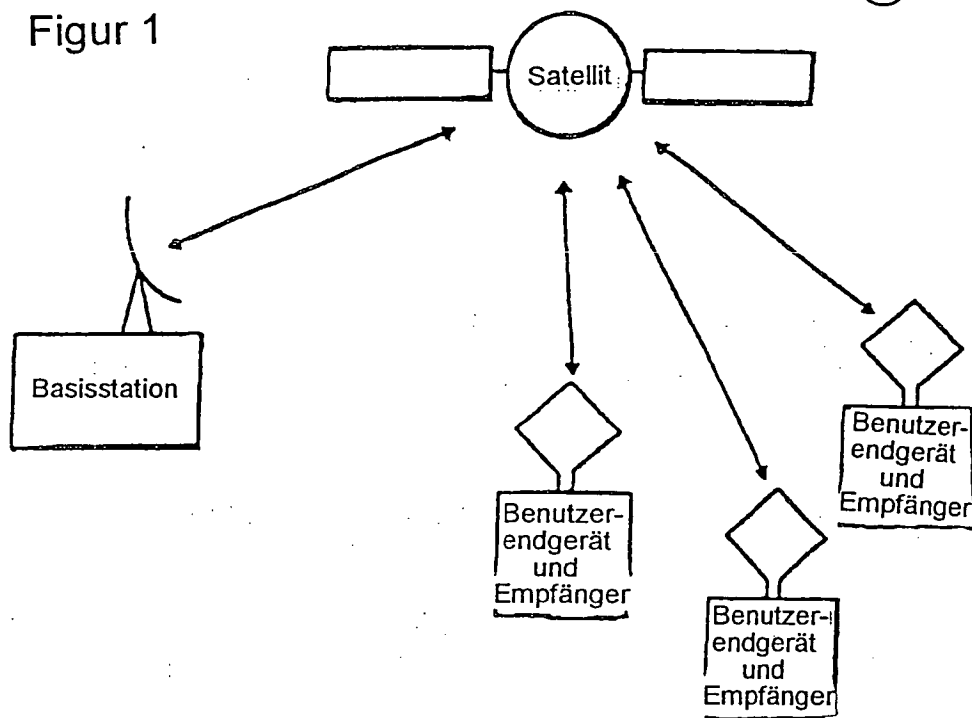 Figur 1
Satellit
Basisstation
Benutzer-
endgerät
und
Empfänger
Benutzer-
endgerät
und
Empfänger
Benutzer-
endgerät
und
Empfänger